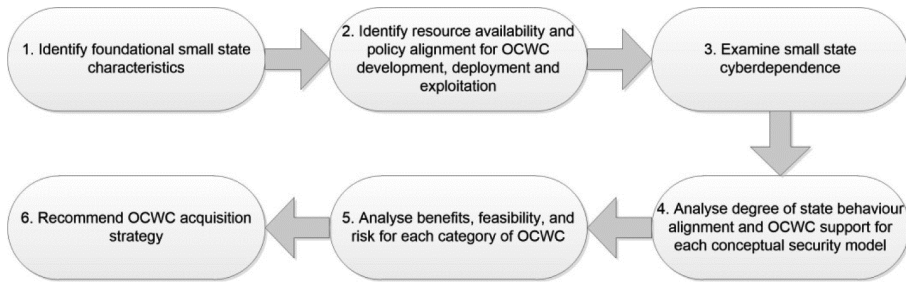 1. Identify foundational small state
characteristics
2. Identify resource availability and
policy alignment for OCWC
development, deployment and
exploitation
3. Examine small state
cyberdependence
4. Analyse degree of state behaviour
alignment and OCWC support for
each conceptual security model
5. Analyse benefits, feasibility, and
risk for each category of OCWC
6. Recommend OCWC acquisition
strategy